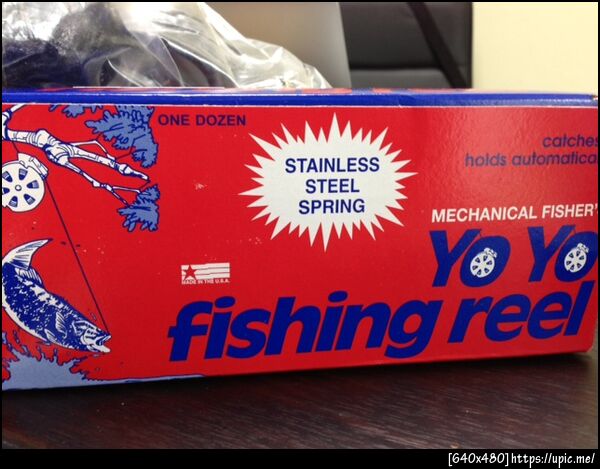 ONE DOZEN
STAINLESS
STEEL
SPRING
catches
holds automatica
MECHANICAL FISHER'
Yo Yo
fishing reel
MADE IN THE U.S.A.
[640x480]https://upic.me/